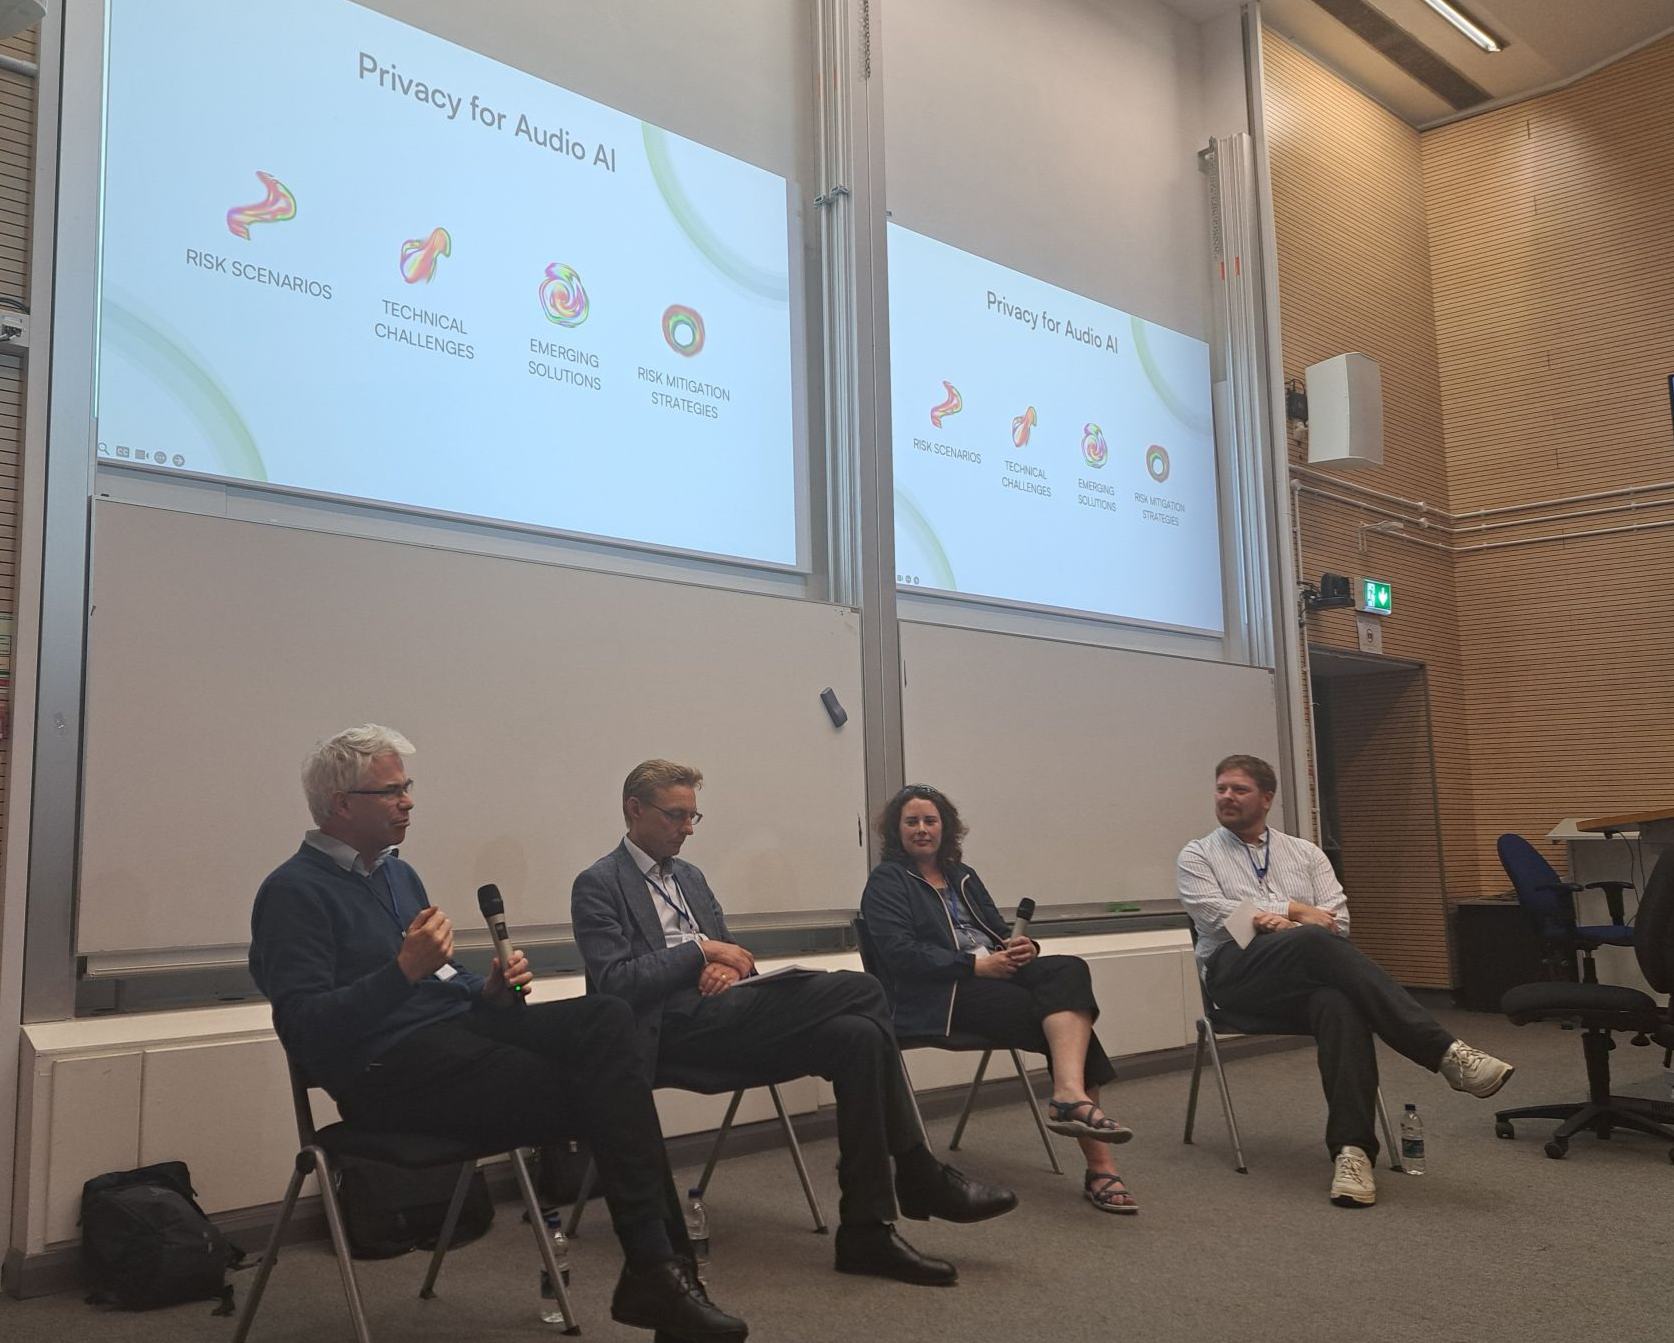 Privacy for Audio AI
RISK SCENARIOS
TECHNICAL
CHALLENGES
EMERGING
SOLUTIONS
RISK MITIGATION
STRATEGIES
Privacy for Audio AI
RISK SCENARIOS
TECHNICAL
CHALLENGES
EMERGING
SOLUTIONS
RISK MITIGATION
STRATEGIES